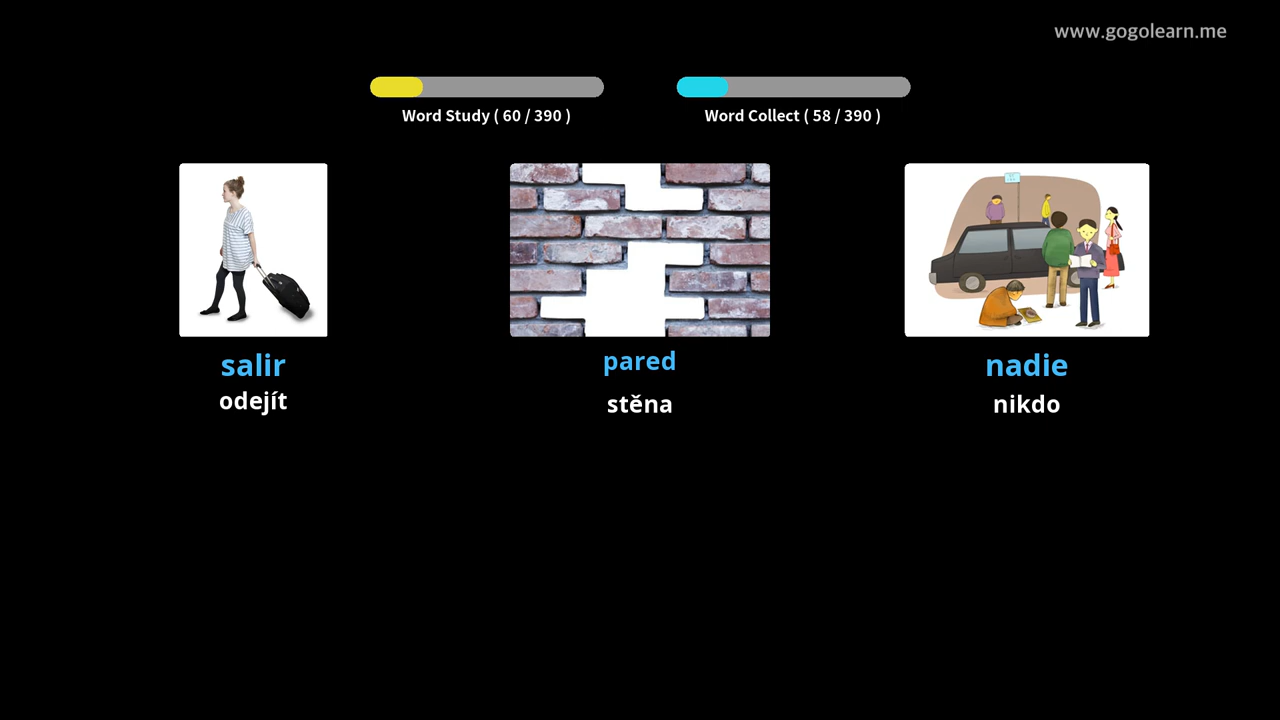 www.gogolearn.me
Word Study ( 60 / 390 )
Word Collect ( 58 / 390 )
salir
odejít
pared
stěna
nadie
nikdo